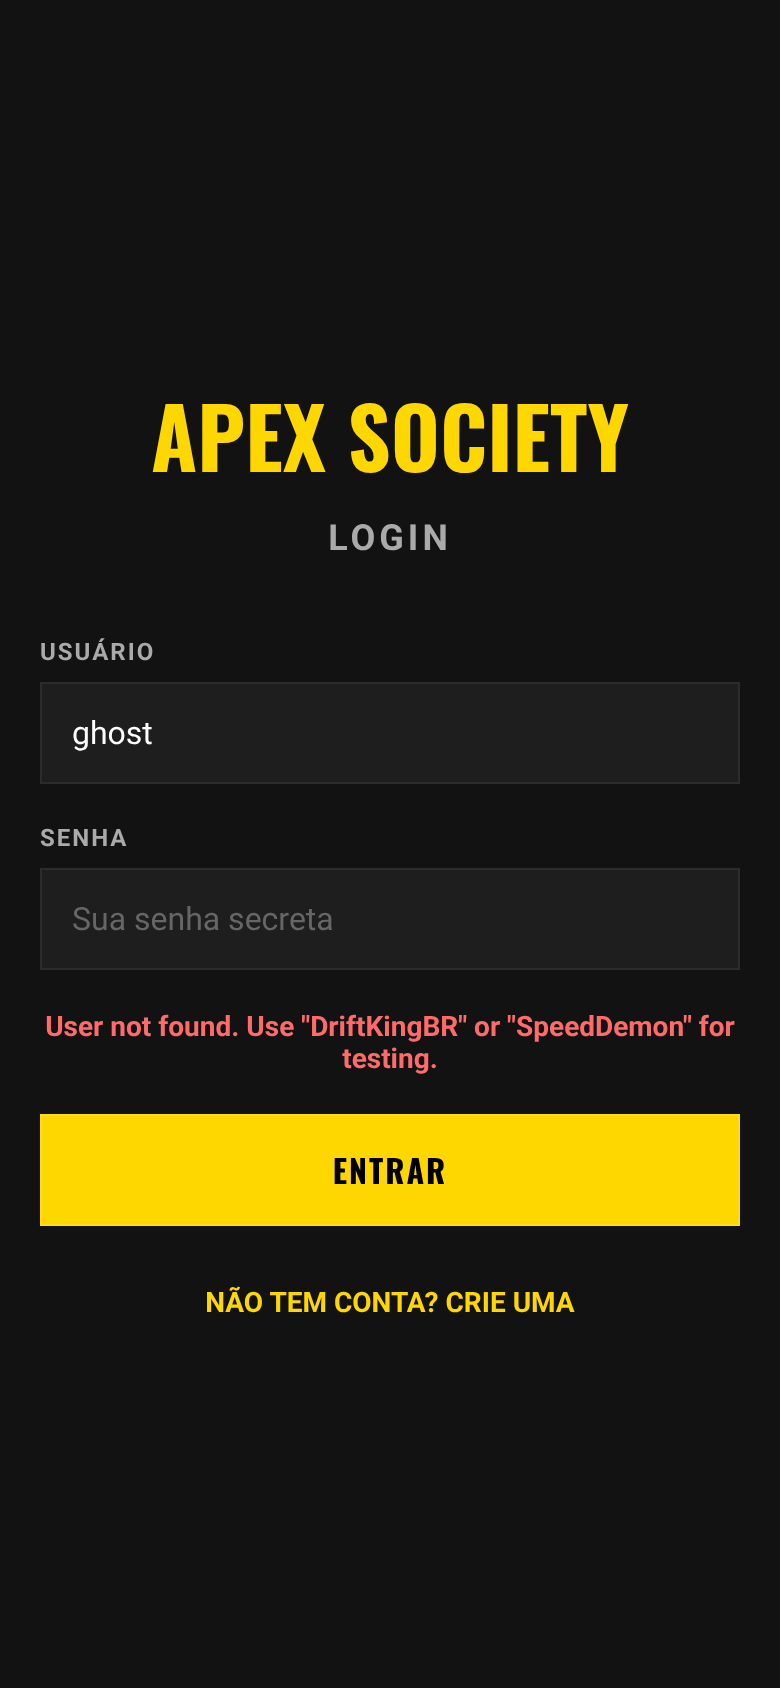 APEX SOCIETY
LOGIN
USUÁRIO
ghost
SENHA
Sua senha secreta
User not found. Use "DriftKingBR" or "SpeedDemon" for
testing.
ENTRAR
NÃO TEM CONTA? CRIE UMA